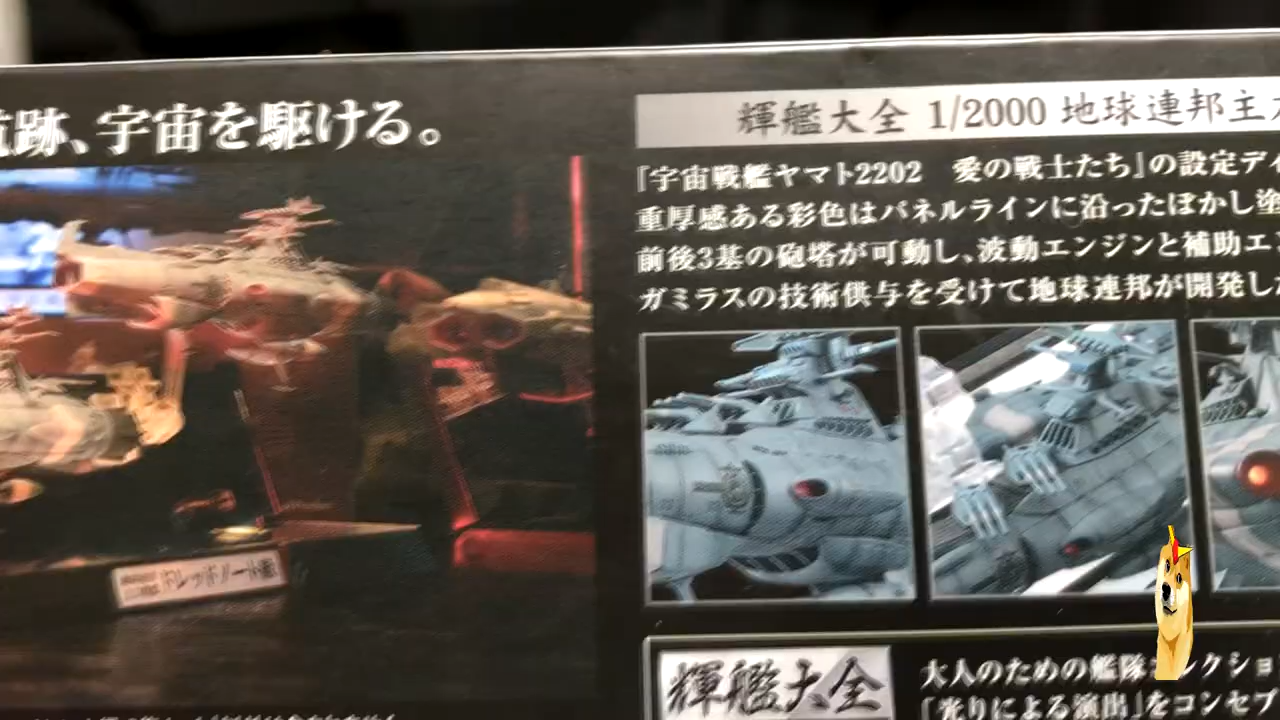 跡、宇宙を駆ける。
輝艦大全 1/2000 地球連邦主力
『宇宙戦艦ヤマト2202 愛の戦士たち』の設定デ
重厚感ある彩色はパネルラインに沿ったぼかし塗
前後3基の砲塔が可動し、波動エンジンと補助エ
ガミラスの技術供与を受けて地球連邦が開発し
ドレッドノート級
輝艦大全
大人のための艦隊コレクショ
「光りによる演出」をコンセプ